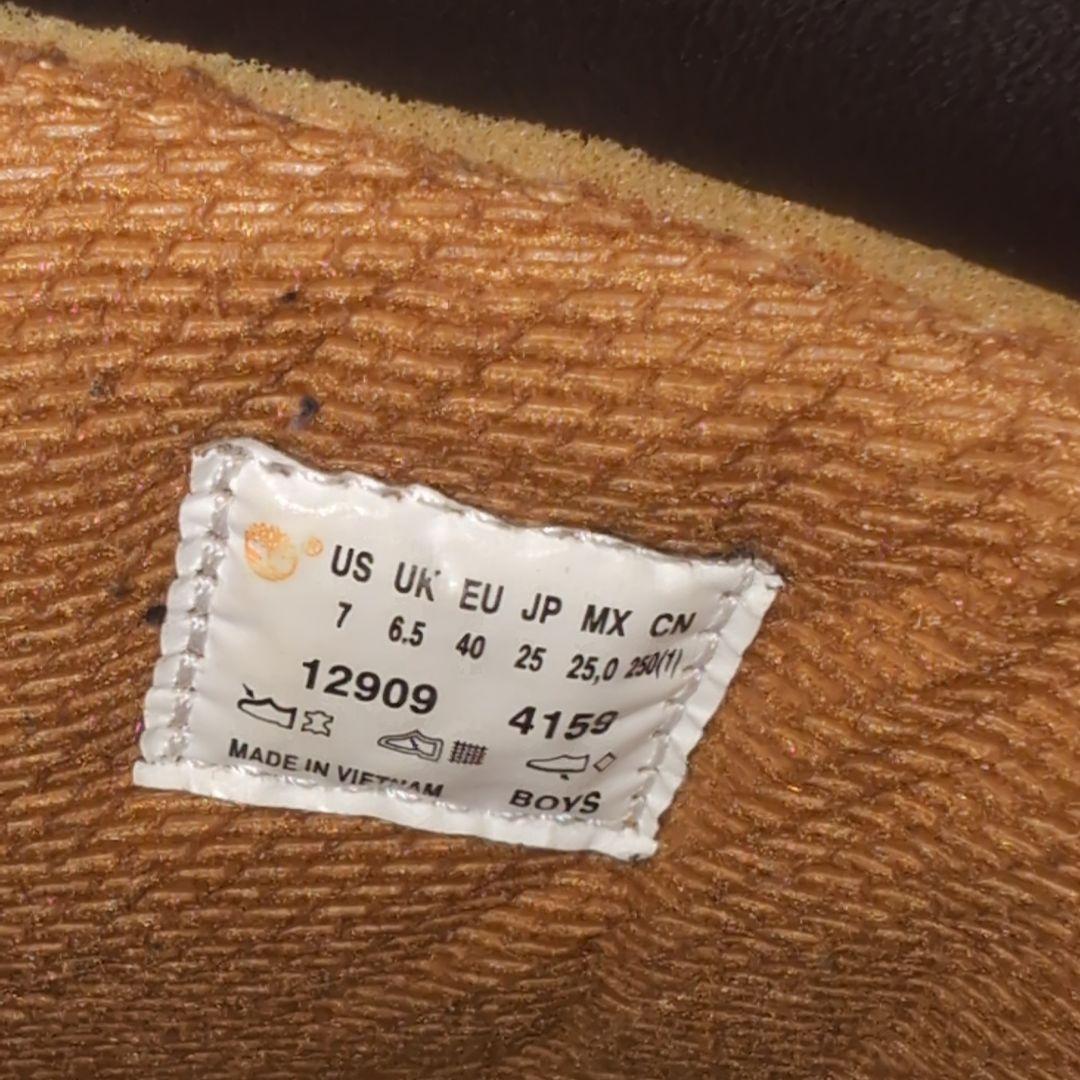 ® US UK EU JP MX CN
7 6.5 40 25 25,0 250(1)
12909 4159
MADE IN VIETNAM BOYS